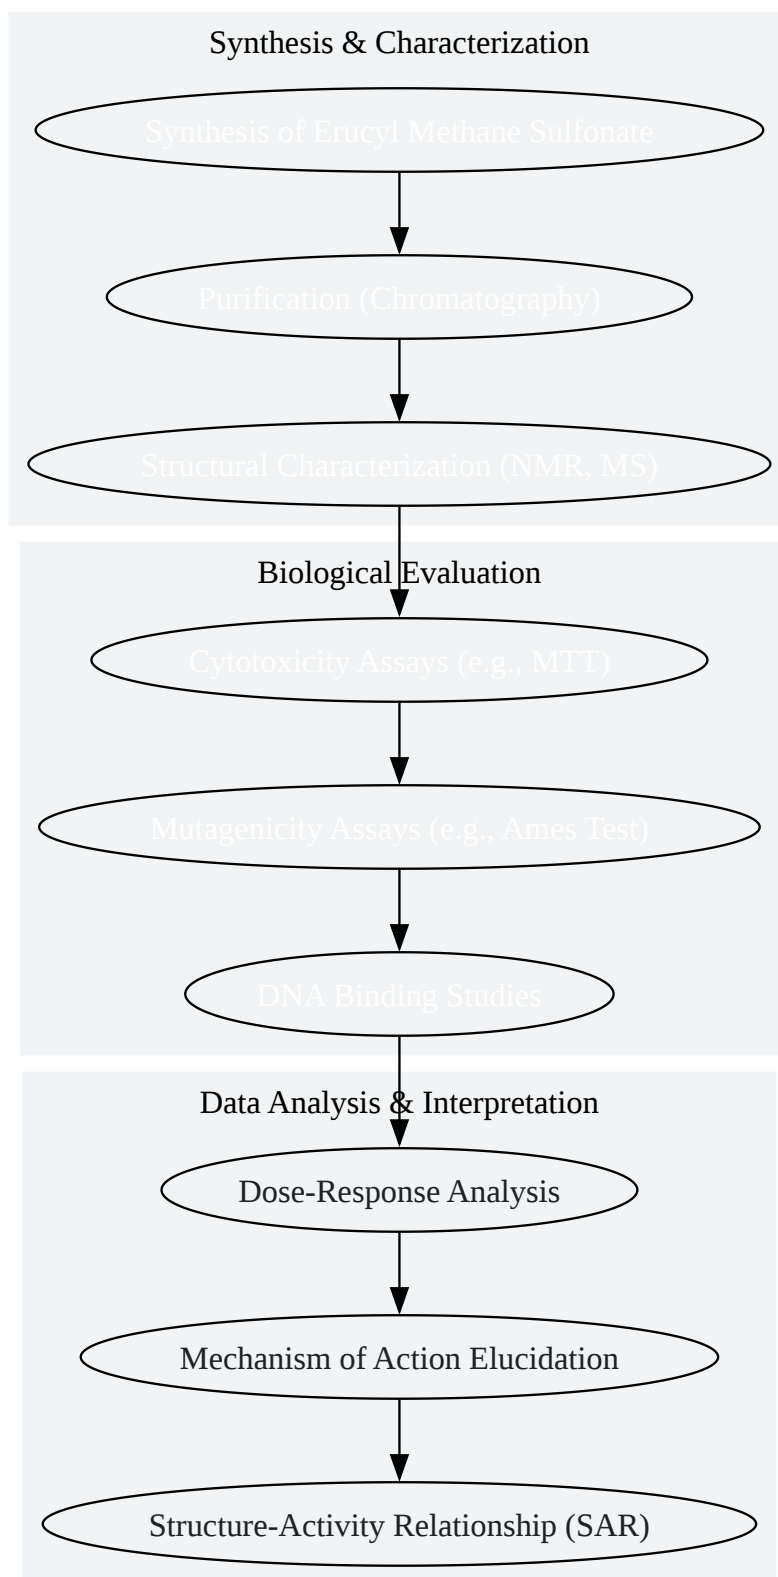 Synthesis & Characterization
Synthesis of Erucyl Methane Sulfonate
Purification (Chromatography)
Structural Characterization (NMR, MS)
Biological Evaluation
Cytotoxicity Assays (e.g., MTT)
Mutagenicity Assays (e.g., Ames Test)
DNA Binding Studies
Data Analysis & Interpretation
Dose-Response Analysis
Mechanism of Action Elucidation
Structure-Activity Relationship (SAR)